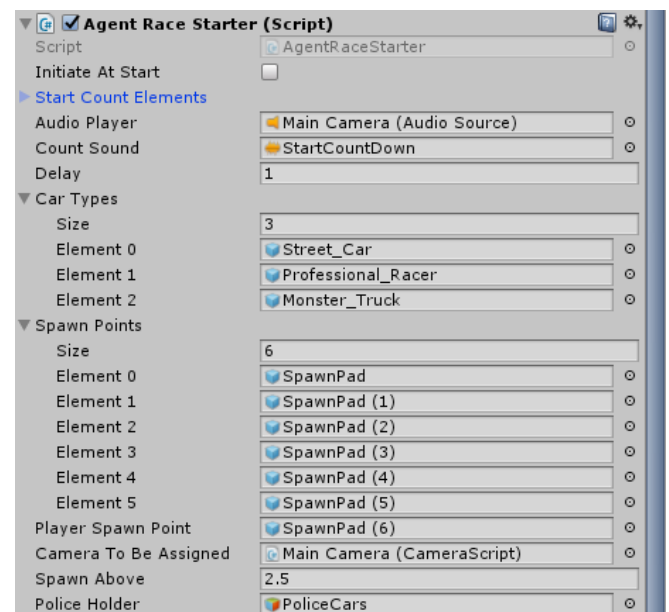 Agent Race Starter (Script)
Script AgentRaceStarter
Initiate At Start
Start Count Elements
Audio Player Main Camera (Audio Source)
Count Sound StartCountDown
Delay 1
Car Types
Size 3
Element 0 Street_Car
Element 1 Professional_Racer
Element 2 Monster_Truck
Spawn Points
Size 6
Element 0 SpawnPad
Element 1 SpawnPad (1)
Element 2 SpawnPad (2)
Element 3 SpawnPad (3)
Element 4 SpawnPad (4)
Element 5 SpawnPad (5)
Player Spawn Point SpawnPad (6)
Camera To Be Assigned Main Camera (CameraScript)
Spawn Above 2.5
Police Holder PoliceCars